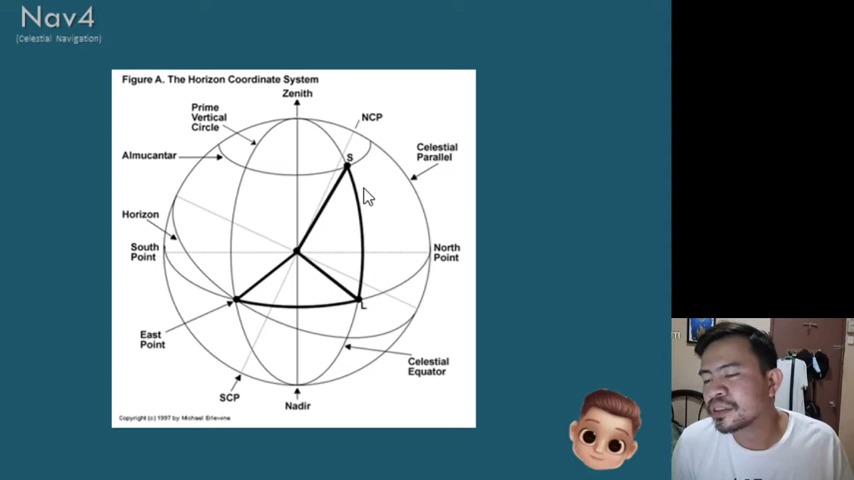 Nav4
(Celestial Navigation)
Figure A. The Horizon Coordinate System
Zenith
Prime
Vertical
Circle
NCP
Celestial
Parallel
Almucantar
S
Horizon
South
Point
North
Point
L
East
Point
Celestial
Equator
SCP
Nadir
Copyright (c) 1997 by Michael Erlewine